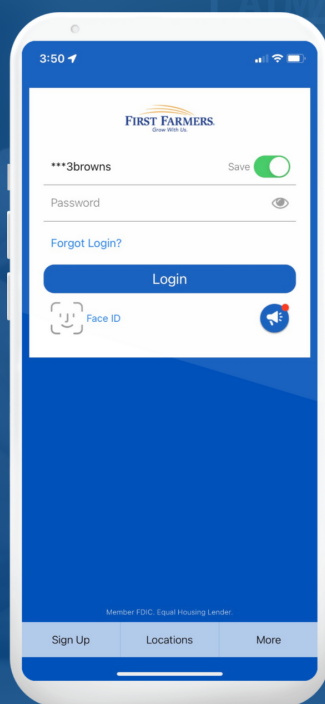 3:50
FIRST FARMERS.
Grow With Us.
***3browns
Save
Password
Forgot Login?
Login
Face ID
Member FDIC. Equal Housing Lender.
Sign Up
Locations
More